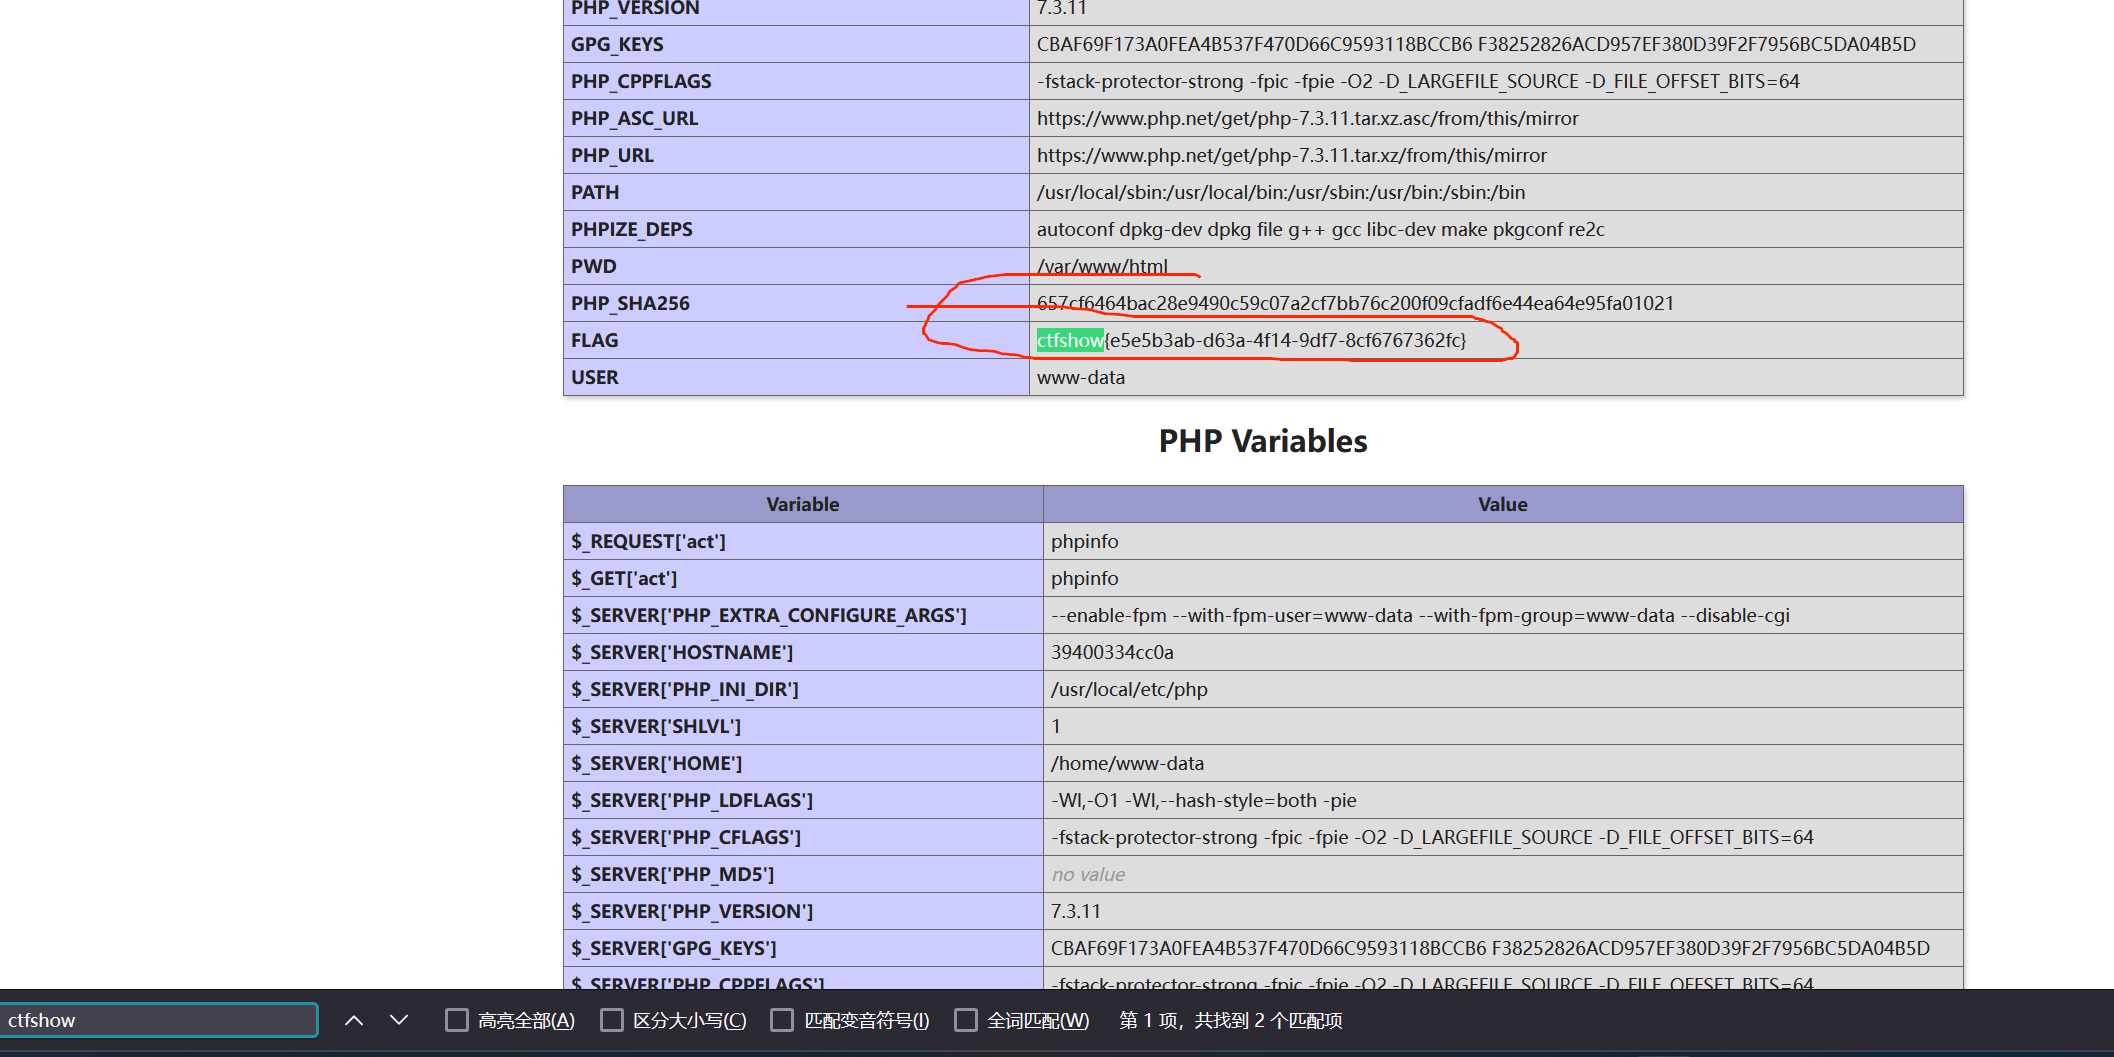 PHP_VERSION 7.3.11
GPG_KEYS CBAF69F173A0FEA4B537F470D66C9593118BCCB6 F38252826ACD957EF380D39F2F7956BC5DA04B5D
PHP_CPPFLAGS -fstack-protector-strong -fpic -fpie -O2 -D_LARGEFILE_SOURCE -D_FILE_OFFSET_BITS=64
PHP_ASC_URL https://www.php.net/get/php-7.3.11.tar.xz.asc/from/this/mirror
PHP_URL https://www.php.net/get/php-7.3.11.tar.xz/from/this/mirror
PATH /usr/local/sbin:/usr/local/bin:/usr/sbin:/usr/bin:/sbin:/bin
PHPIZE_DEPS autoconf dpkg-dev dpkg file g++ gcc libc-dev make pkgconf re2c
PWD /var/www/html
PHP_SHA256 657cf6464bac28e9490c59c07a2cf7bb76c200f09cfadf6e44ea64e95fa01021
FLAG ctfshow{e5e5b3ab-d63a-4f14-9df7-8cf6767362fc}
USER www-data
PHP Variables
Variable Value
$_REQUEST['act'] phpinfo
$_GET['act'] phpinfo
$_SERVER['PHP_EXTRA_CONFIGURE_ARGS'] --enable-fpm --with-fpm-user=www-data --with-fpm-group=www-data --disable-cgi
$_SERVER['HOSTNAME'] 39400334cc0a
$_SERVER['PHP_INI_DIR'] /usr/local/etc/php
$_SERVER['SHLVL'] 1
$_SERVER['HOME'] /home/www-data
$_SERVER['PHP_LDFLAGS'] -Wl,-O1 -Wl,--hash-style=both -pie
$_SERVER['PHP_CFLAGS'] -fstack-protector-strong -fpic -fpie -O2 -D_LARGEFILE_SOURCE -D_FILE_OFFSET_BITS=64
$_SERVER['PHP_MD5'] no value
$_SERVER['PHP_VERSION'] 7.3.11
$_SERVER['GPG_KEYS'] CBAF69F173A0FEA4B537F470D66C9593118BCCB6 F38252826ACD957EF380D39F2F7956BC5DA04B5D
$_SERVER['PHP_CPPFLAGS'] -fstack-protector-strong -fpic -fpie -O2 -D_LARGEFILE_SOURCE -D_FILE_OFFSET_BITS=64
ctfshow 高亮全部(A) 区分大小写(C) 匹配变音符号(I) 全词匹配(W) 第 1 项，共找到 2 个匹配项